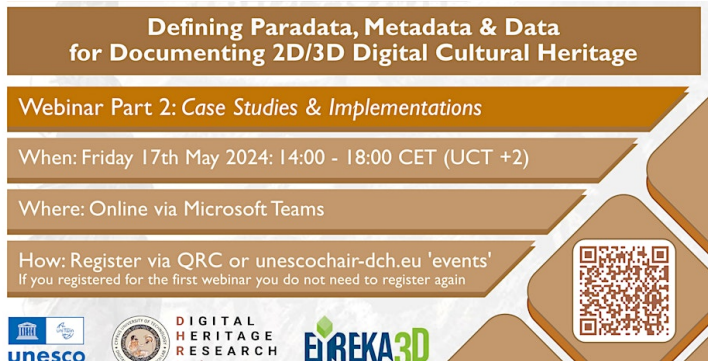 Defining Paradata, Metadata & Data
for Documenting 2D/3D Digital Cultural Heritage
Webinar Part 2: Case Studies & Implementations
When: Friday 17th May 2024: 14:00 - 18:00 CET (UCT +2)
Where: Online via Microsoft Teams
How: Register via QRC or unescochair-dch.eu 'events'
If you registered for the first webinar you do not need to register again
unesco
DIGITAL
HERITAGE
RESEARCH
EUREKA3D